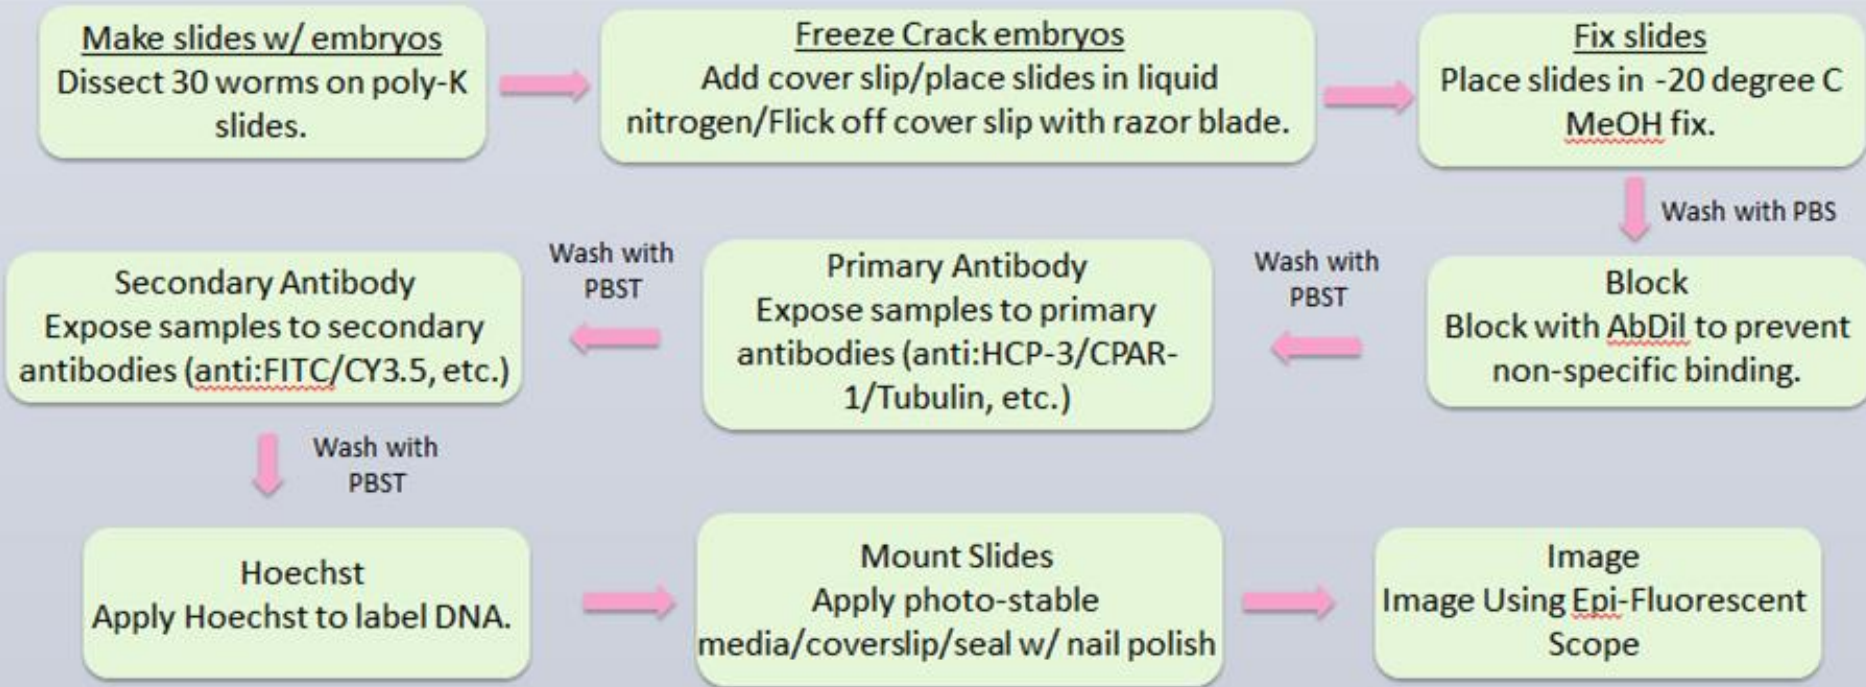 Make slides w/ embryos
Dissect 30 worms on poly-K
slides.
Freeze Crack embryos
Add cover slip/place slides in liquid
nitrogen/Flick off cover slip with razor blade.
Fix slides
Place slides in -20 degree C
MeOH fix.
Wash with PBS
Block
Block with AbDil to prevent
non-specific binding.
Wash with
PBST
Primary Antibody
Expose samples to primary
antibodies (anti:HCP-3/CPAR-
1/Tubulin, etc.)
Wash with
PBST
Secondary Antibody
Expose samples to secondary
antibodies (anti:FITC/CY3.5, etc.)
Wash with
PBST
Hoechst
Apply Hoechst to label DNA.
Mount Slides
Apply photo-stable
media/coverslip/seal w/ nail polish
Image
Image Using Epi-Fluorescent
Scope